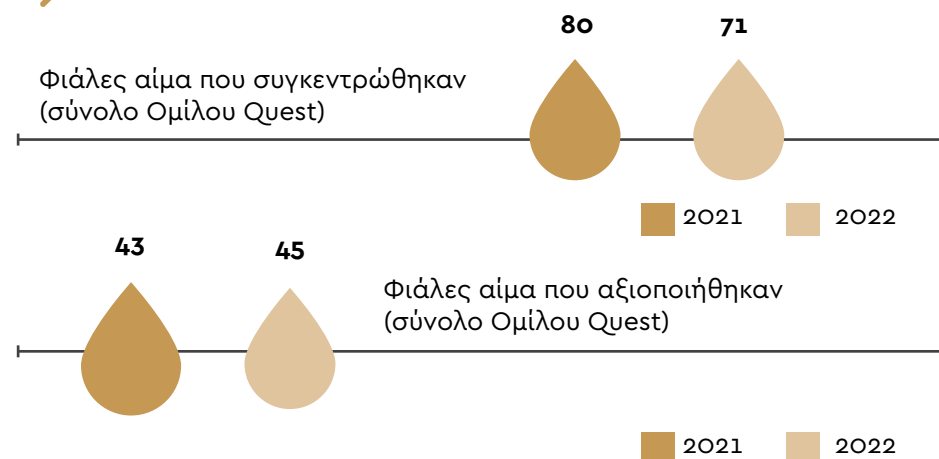 80 71
Φιάλες αίμα που συγκεντρώθηκαν
(σύνολο Ομίλου Quest)
2021 2022
43 45
Φιάλες αίμα που αξιοποιήθηκαν
(σύνολο Ομίλου Quest)
2021 2022